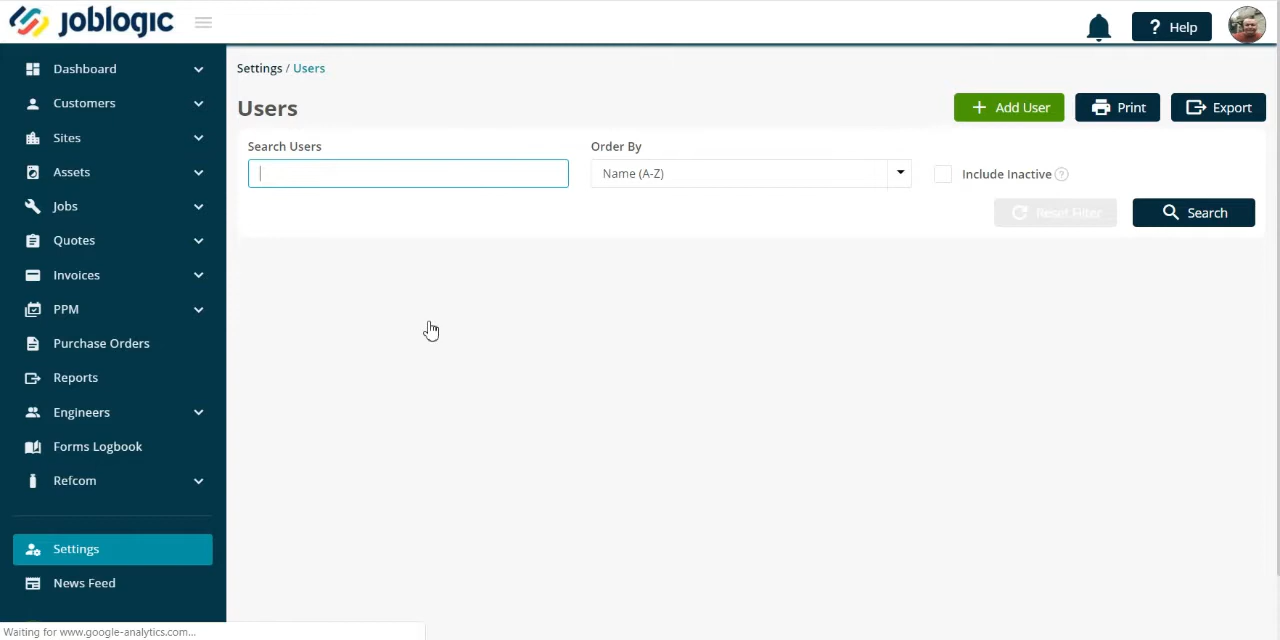 joblogic
? Help
Dashboard
Customers
Sites
Assets
Jobs
Quotes
Invoices
PPM
Purchase Orders
Reports
Engineers
Forms Logbook
Refcom
Settings
News Feed
Settings / Users
Users
+ Add User
Print
Export
Search Users
Order By
Name (A-Z)
Include Inactive ?
Reset Filter
Search
Waiting for www.google-analytics.com...